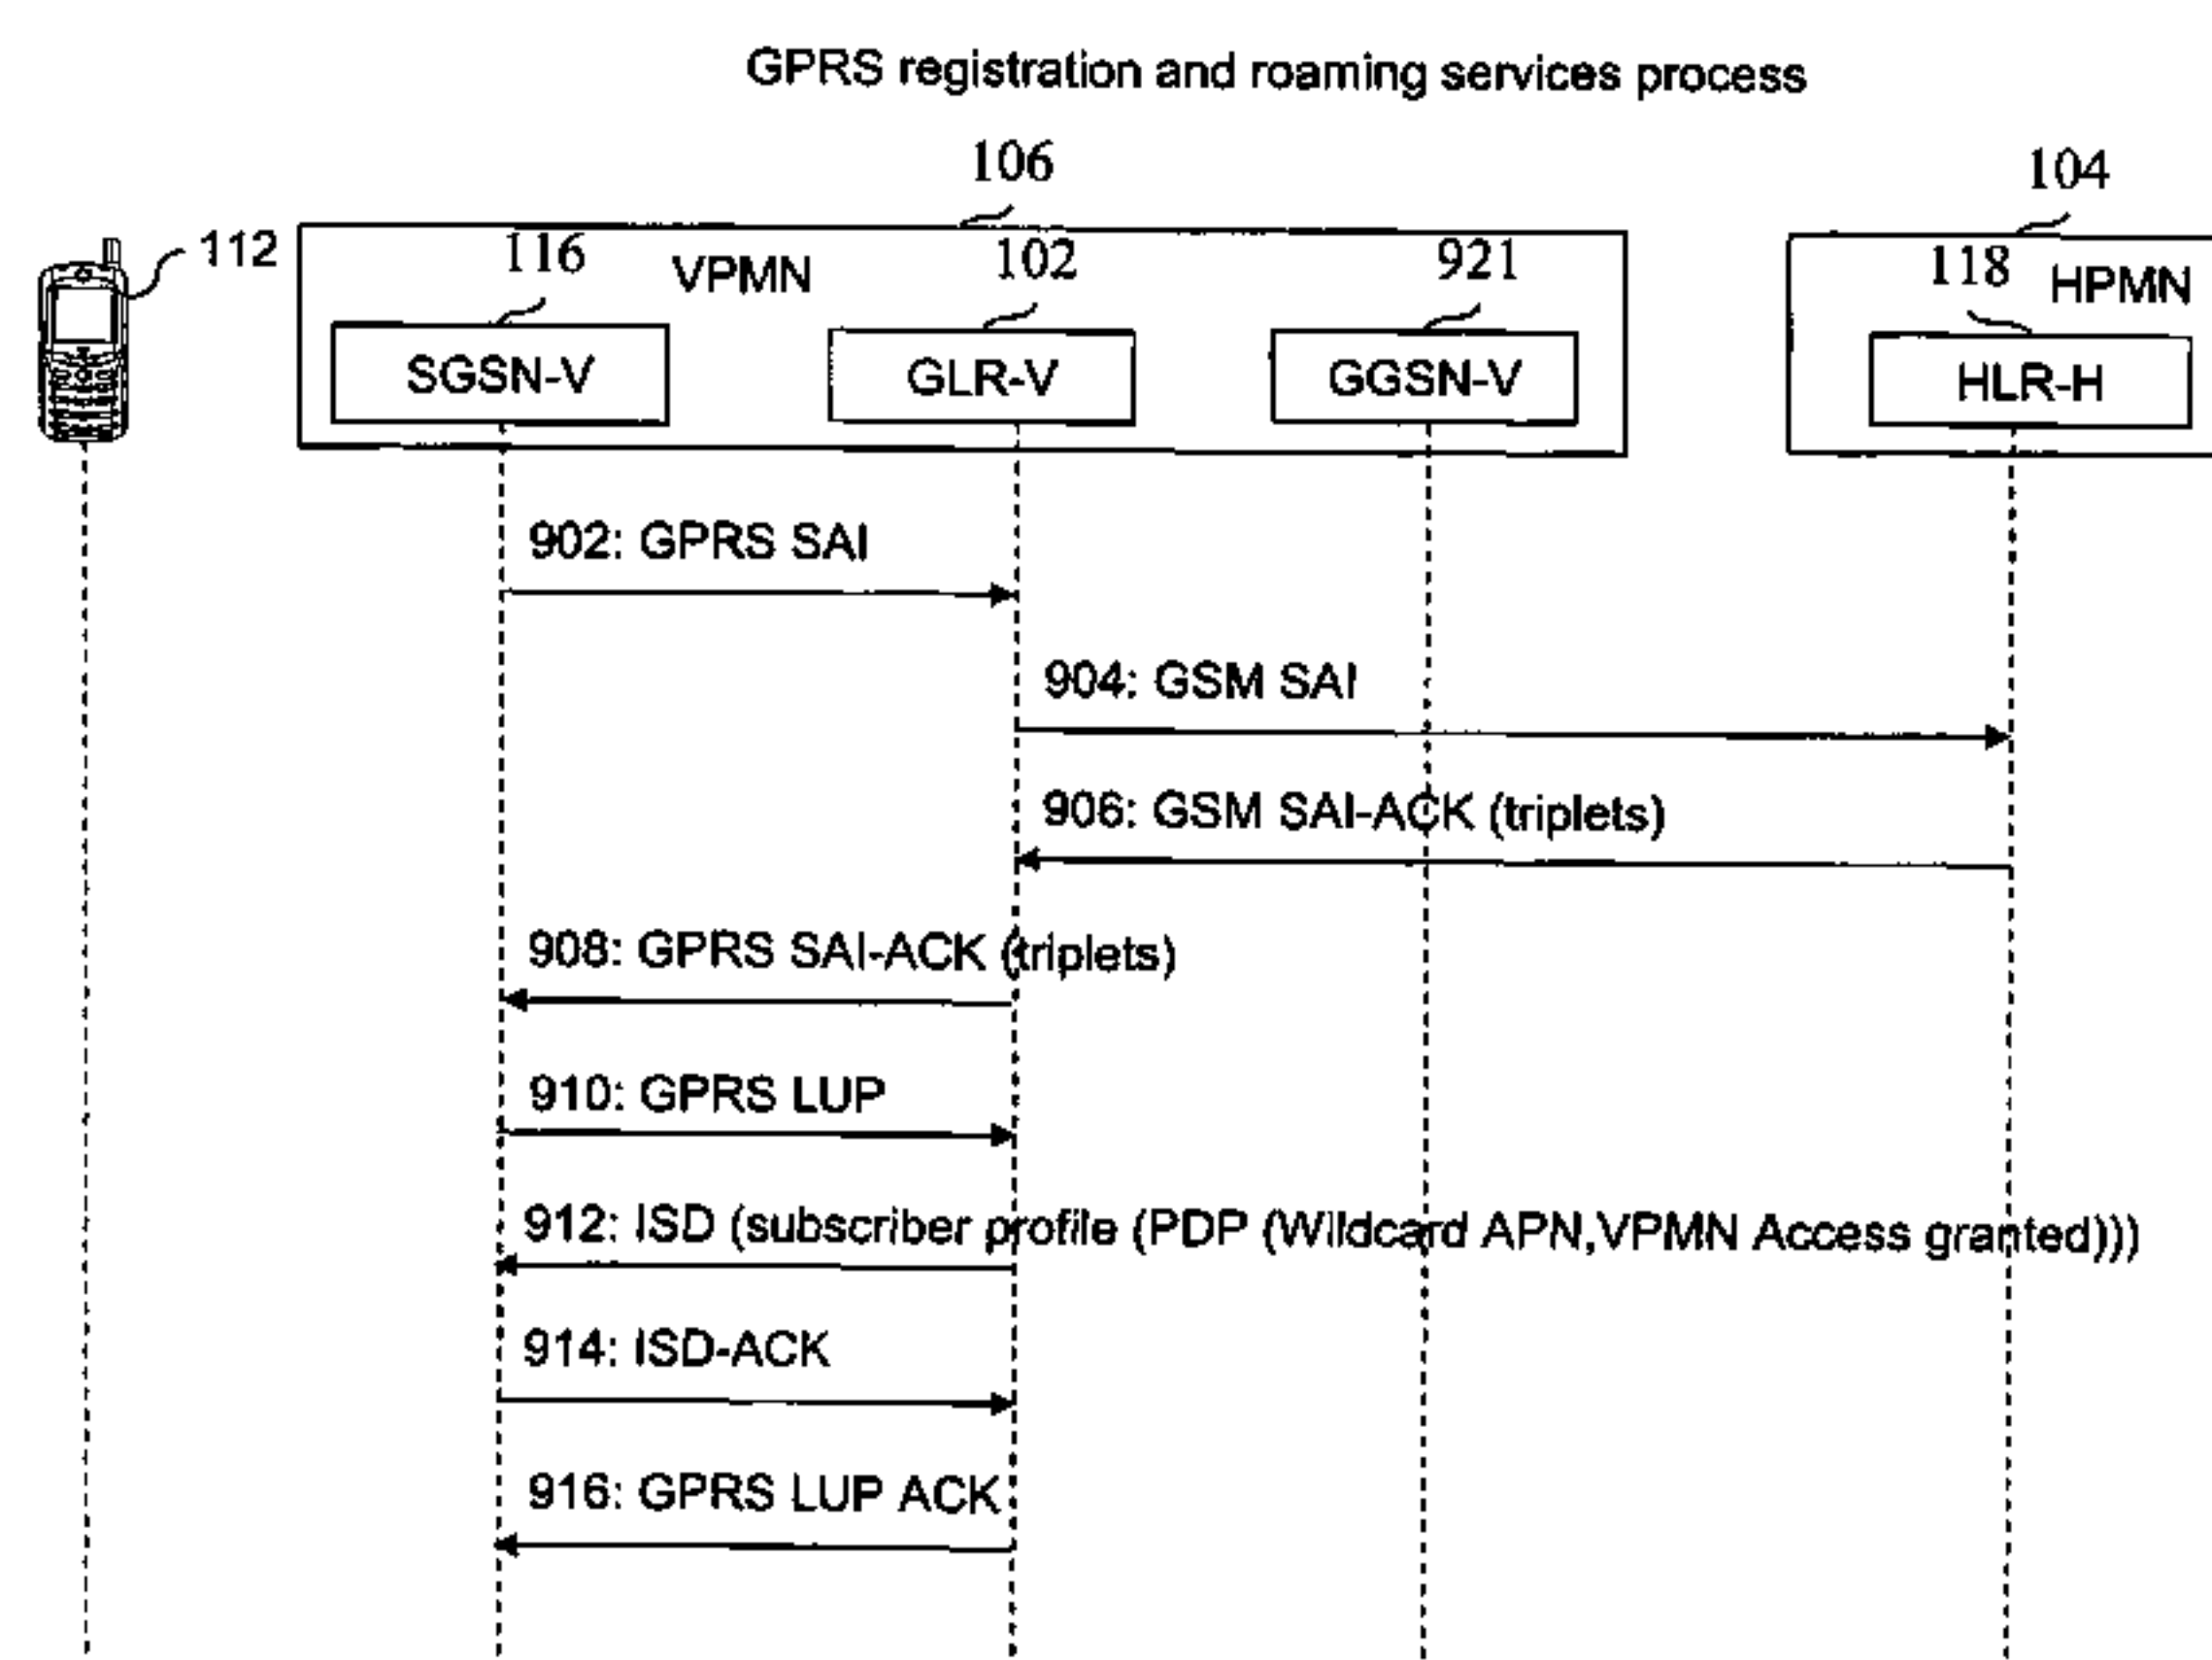 GPRS registration and roaming services process
106
104
112
116
VPMN
102
921
118
HPMN
SGSN-V
GLR-V
GGSN-V
HLR-H
902: GPRS SAI
904: GSM SAI
906: GSM SAI-ACK (triplets)
908: GPRS SAI-ACK (triplets)
910: GPRS LUP
912: ISD (subscriber profile (PDP (Wildcard APN,VPMN Access granted)))
914: ISD-ACK
916: GPRS LUP ACK